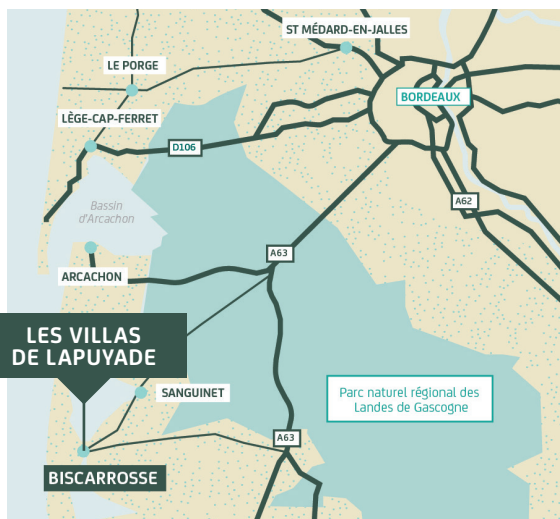 ST MÉDARD-EN-JALLES
LE PORGE
BORDEAUX
LÈGE-CAP-FERRET
D106
A62
Bassin
d'Arcachon
A63
ARCACHON
LES VILLAS
DE LAPUYADE
SANGUINET
Parc naturel régional des
Landes de Gascogne
A63
BISCARROSSE